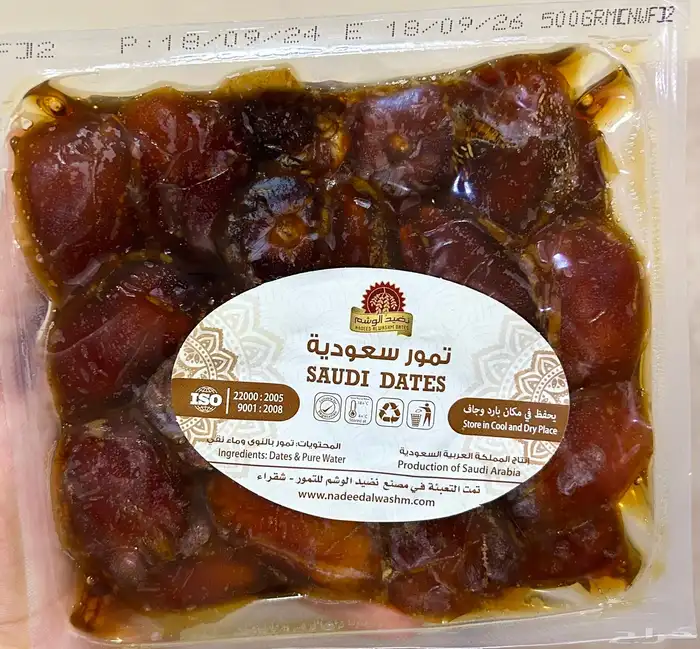 P:18/09/24 E 18/09/26 500GRM[NWF]2
نضيد الوشم
NADEED ALWASHM DATES
تمور سعودية
SAUDI DATES
ISO
22000 : 2005
9001 : 2008
يحفظ في مكان بارد وجاف
Store in Cool and Dry Place
المحتويات: تمور بالنوى وماء نقي
Ingredients: Dates & Pure Water
إنتاج المملكة العربية السعودية
Production of Saudi Arabia
تمت التعبئة في مصنع نضيد الوشم للتمور - شقراء
www.nadeedalwashm.com
حراج